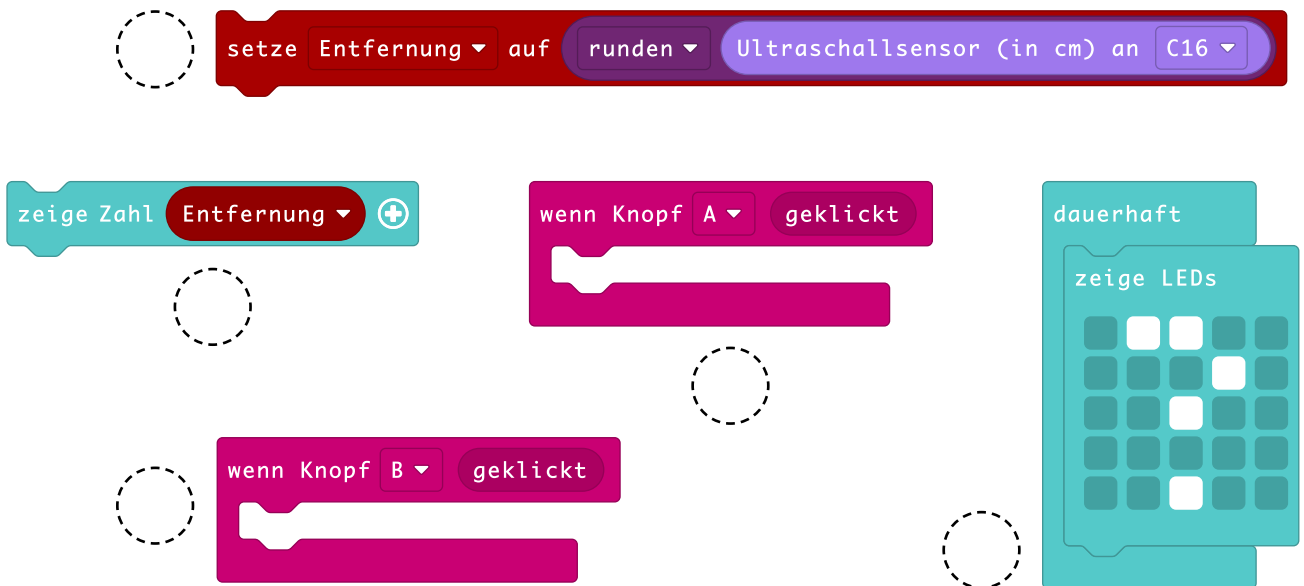 setze Entfernung auf runden Ultraschallsensor (in cm) an C16
zeige Zahl Entfernung
wenn Knopf A geklickt
dauerhaft
zeige LEDs
wenn Knopf B geklickt